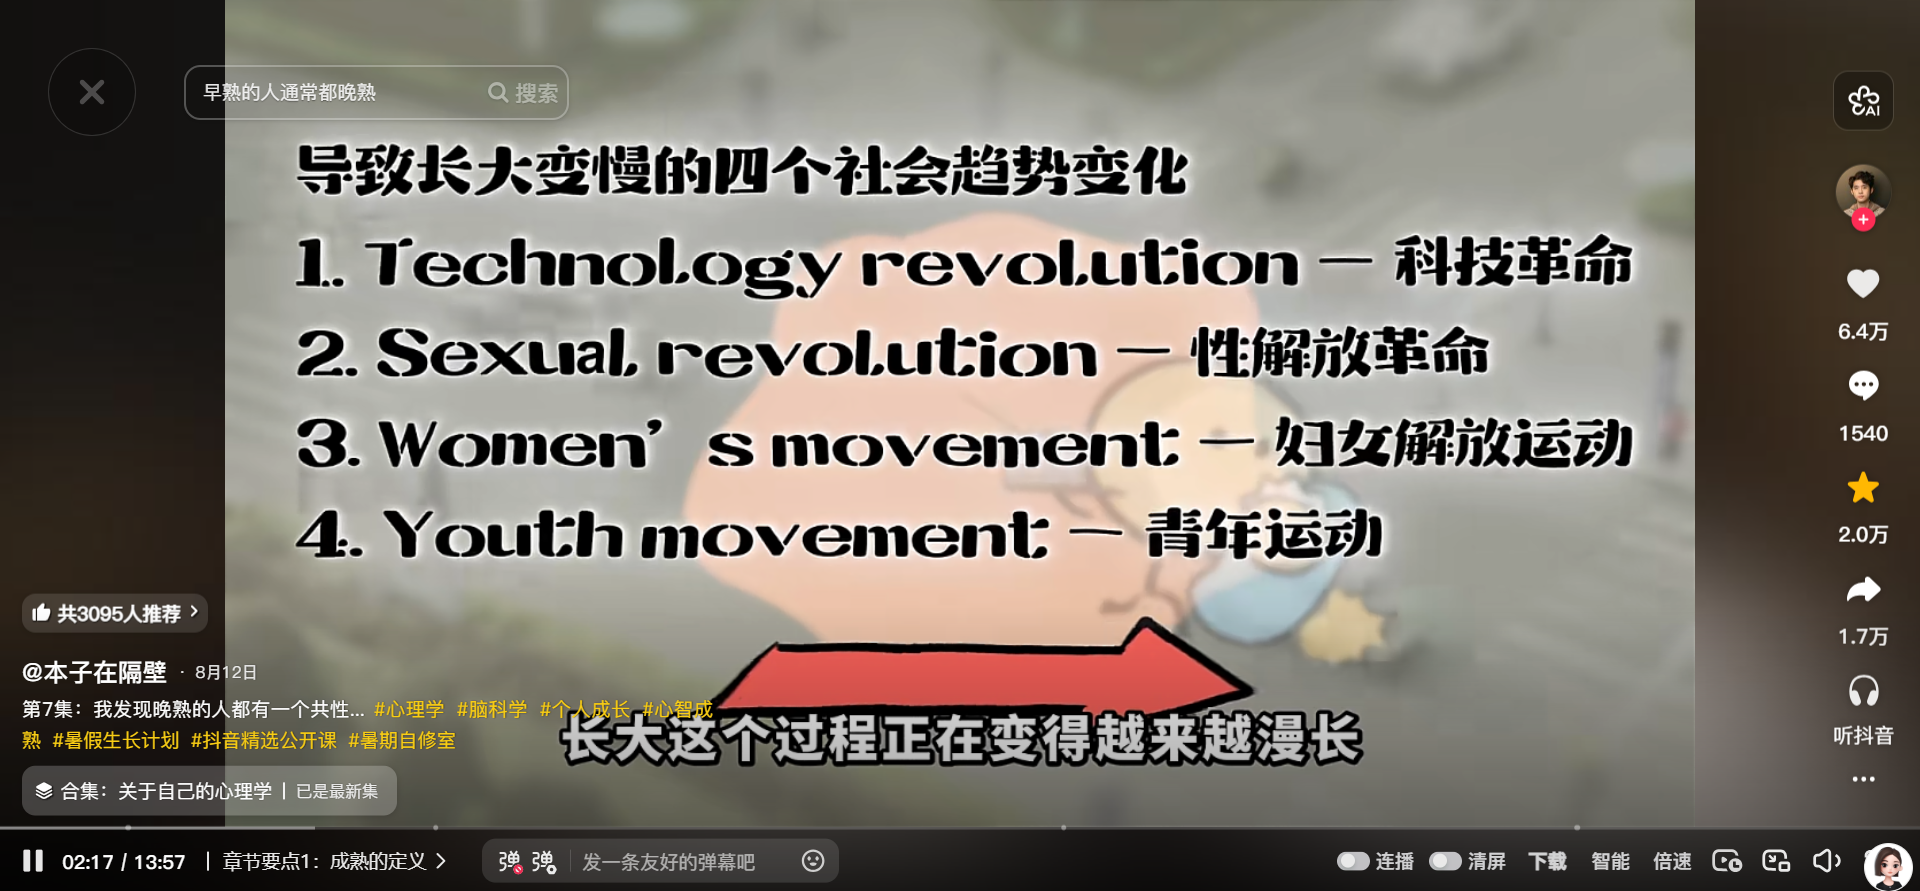 早熟的人通常都晚熟
搜索
AI
导致长大变慢的四个社会趋势变化
1. Technology revolution — 科技革命
2. Sexual revolution — 性解放革命
3. Women's movement — 妇女解放运动
4. Youth movement — 青年运动
6.4万
1540
2.0万
1.7万
听抖音
共3095人推荐
@本子在隔壁 · 8月12日
第7集：我发现晚熟的人都有一个共性... #心理学 #脑科学 #个人成长 #心智成
熟 #暑假生长计划 #抖音精选公开课 #暑期自修室
长大这个过程正在变得越来越漫长
合集：关于自己的心理学 | 已是最新集
02:17 / 13:57 | 章节要点1：成熟的定义
弹 弹 发一条友好的弹幕吧
连播 清屏 下载 智能 倍速